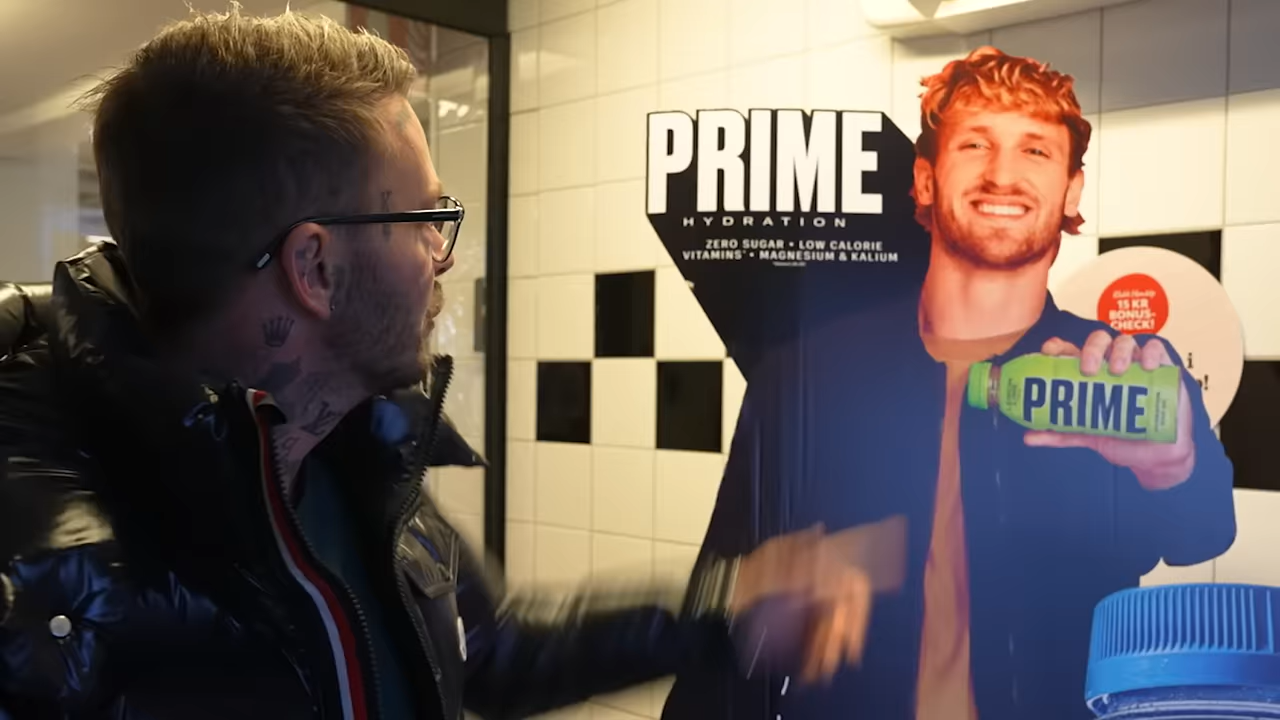 PRIME
HYDRATION
ZERO SUGAR • LOW CALORIE
VITAMINS* • MAGNESIUM & KALIUM
15 KR
BONUS-
CHECK!
PRIME